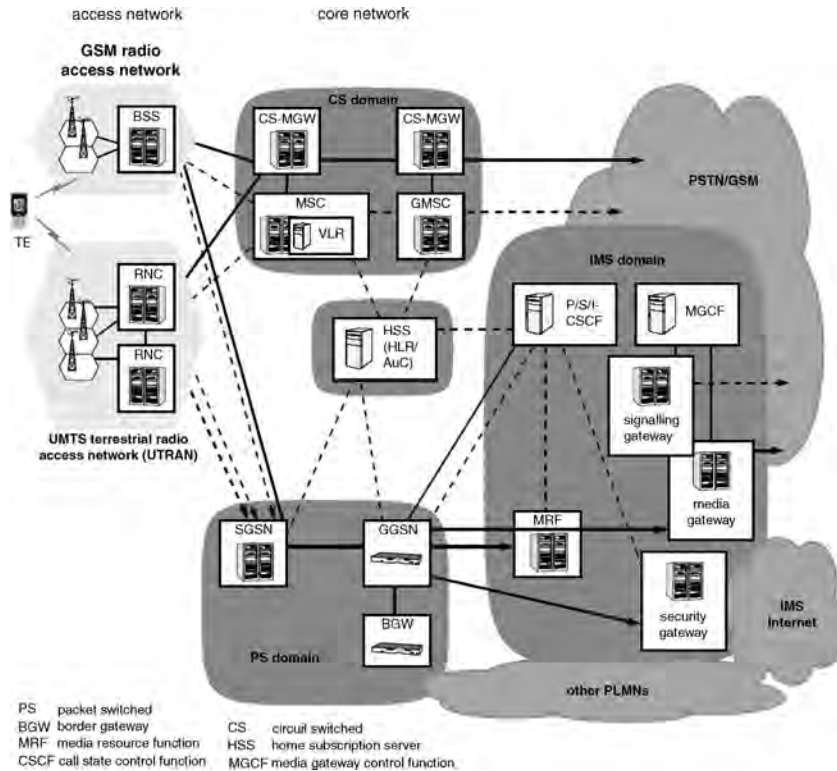 access network
core network
GSM radio
access network
BSS
TE
RNC
RNC
UMTS terrestrial radio
access network (UTRAN)
CS domain
CS-MGW
CS-MGW
MSC
VLR
GMSC
PSTN/GSM
IMS domain
HSS
(HLR/
AuC)
P/S/I-
CSCF
MGCF
signalling
gateway
media
gateway
SGSN
GGSN
MRF
BGW
PS domain
security
gateway
IMS
Internet
other PLMNs
PS packet switched
BGW border gateway
MRF media resource function
CSCF call state control function
CS circuit switched
HSS home subscription server
MGCF media gateway control function